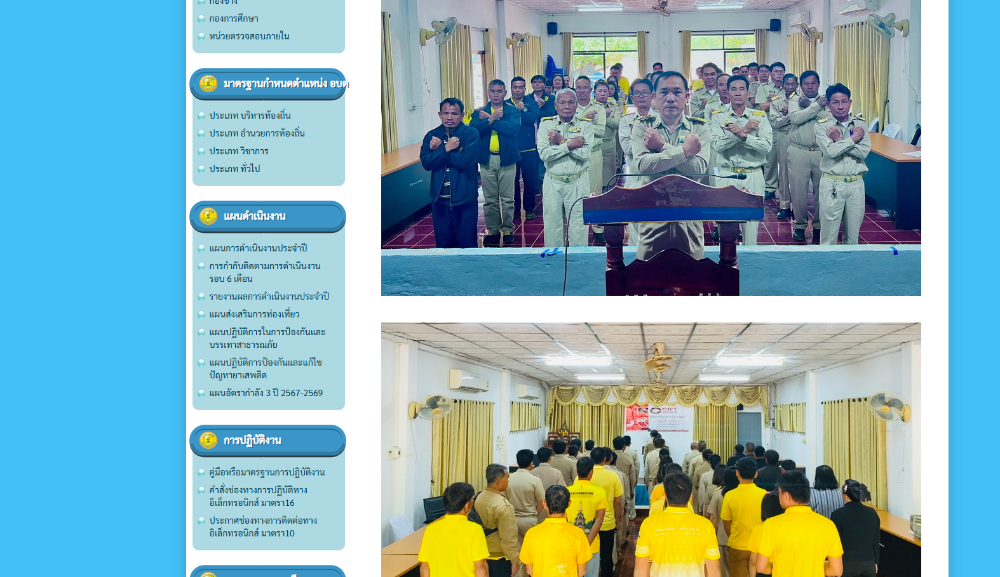 กองช่าง
กองการศึกษา
หน่วยตรวจสอบภายใน
มาตรฐานกำหนดตำแหน่ง อบต
ประเภท บริหารท้องถิ่น
ประเภท อำนวยการท้องถิ่น
ประเภท วิชาการ
ประเภท ทั่วไป
แผนดำเนินงาน
แผนการดำเนินงานประจำปี
การกำกับติดตามการดำเนินงาน
รอบ 6 เดือน
รายงานผลการดำเนินงานประจำปี
แผนส่งเสริมการท่องเที่ยว
แผนปฏิบัติการในการป้องกันและ
บรรเทาสาธารณภัย
แผนปฏิบัติการป้องกันและแก้ไข
ปัญหายาเสพติด
แผนอัตรากำลัง 3 ปี 2567-2569
การปฏิบัติงาน
คู่มือหรือมาตรฐานการปฏิบัติงาน
คำสั่งช่องทางการปฏิบัติทาง
อิเล็กทรอนิกส์ มาตรา16
ประกาศช่องทางการติดต่อทาง
อิเล็กทรอนิกส์ มาตรา10
NO GIFT
POLICY